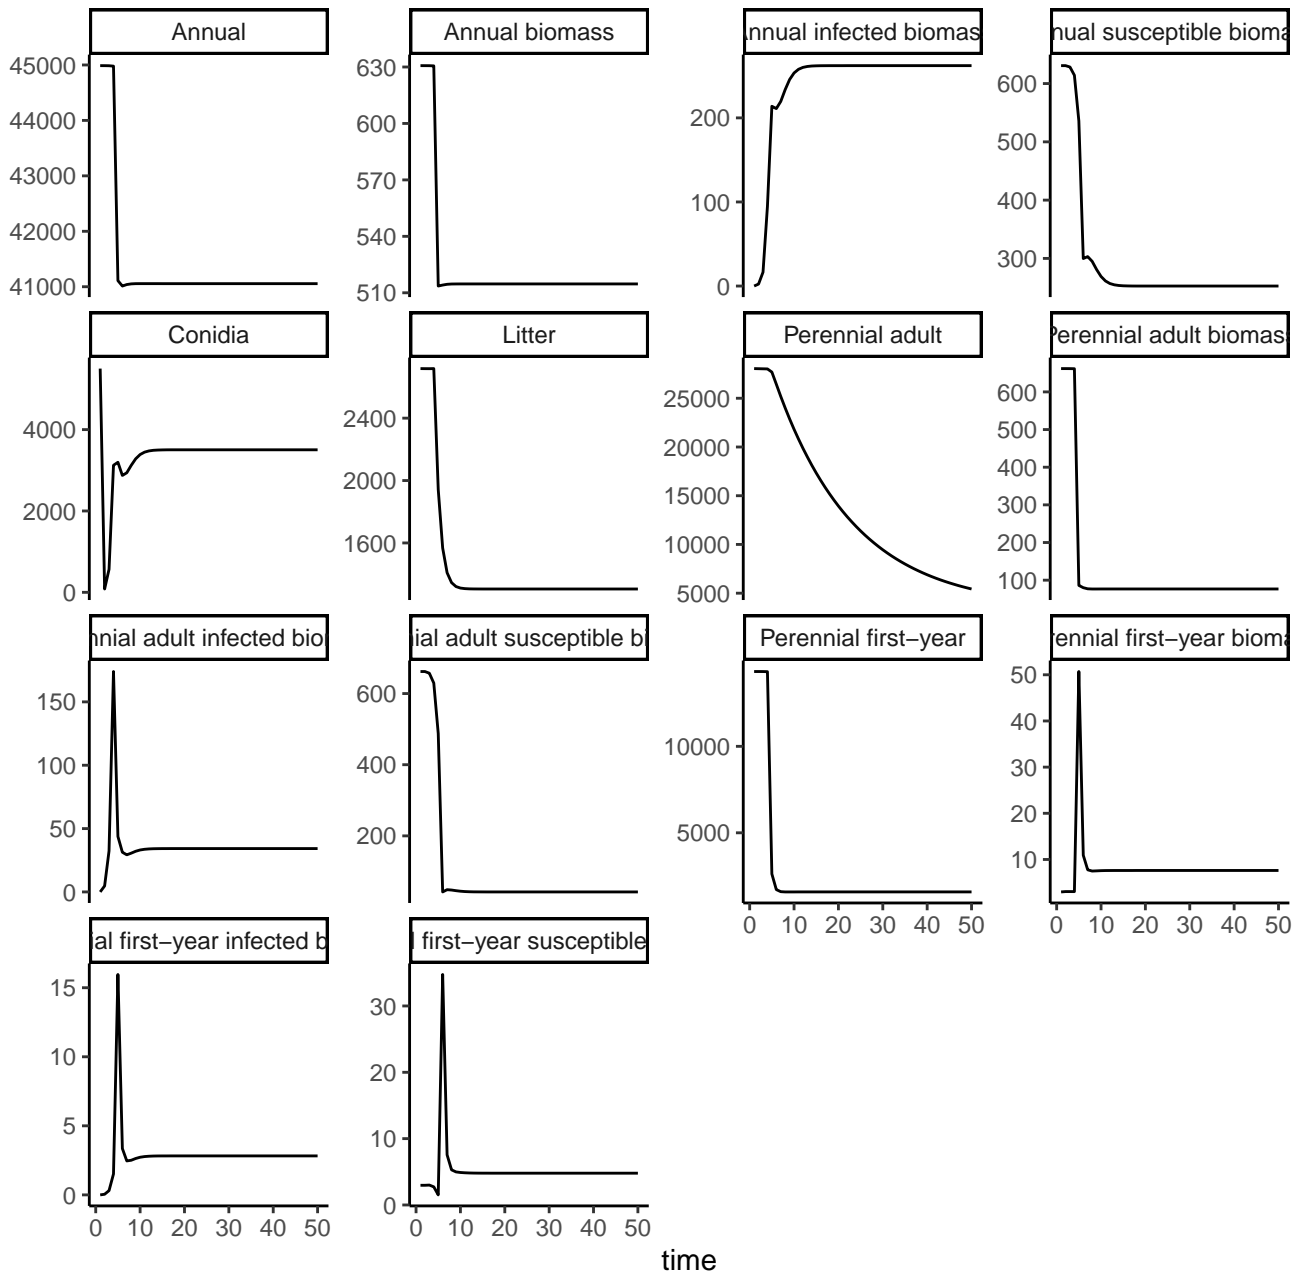 Annual
Annual biomass
Annual infected biomas
nual susceptible bioma
45000
44000
43000
42000
41000
630
600
570
540
510
200
100
0
600
500
400
300
Conidia
Litter
Perennial adult
Perennial adult biomas
4000
2000
0
2400
2000
1600
25000
20000
15000
10000
5000
600
500
400
300
200
100
nnial adult infected bio
nial adult susceptible bi
Perennial first−year
rennial first−year bioma
150
100
50
0
600
400
200
10000
5000
0 10 20 30 40 50
50
40
30
20
10
0 10 20 30 40 50
ial first−year infected b
l first−year susceptible
15
10
5
0
0 10 20 30 40 50
30
20
10
0
0 10 20 30 40 50
time